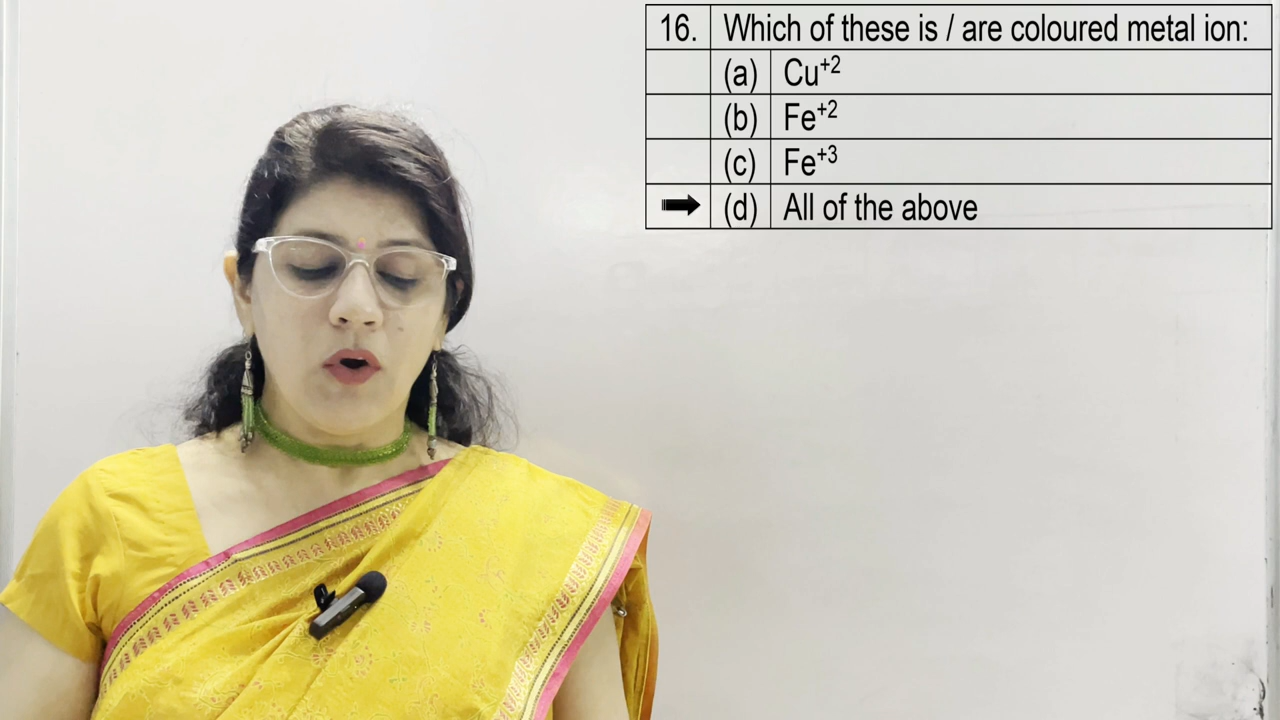 16. Which of these is / are coloured metal ion:
(a) Cu⁺²
(b) Fe⁺²
(c) Fe⁺³
(d) All of the above